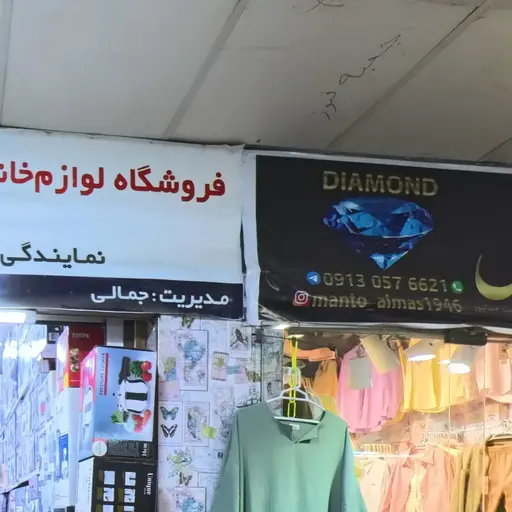 فروشگاه لوازم خان
نمایندگی
مدیریت : جمالی
DIAMOND
0913 057 6621
manto_almas1946